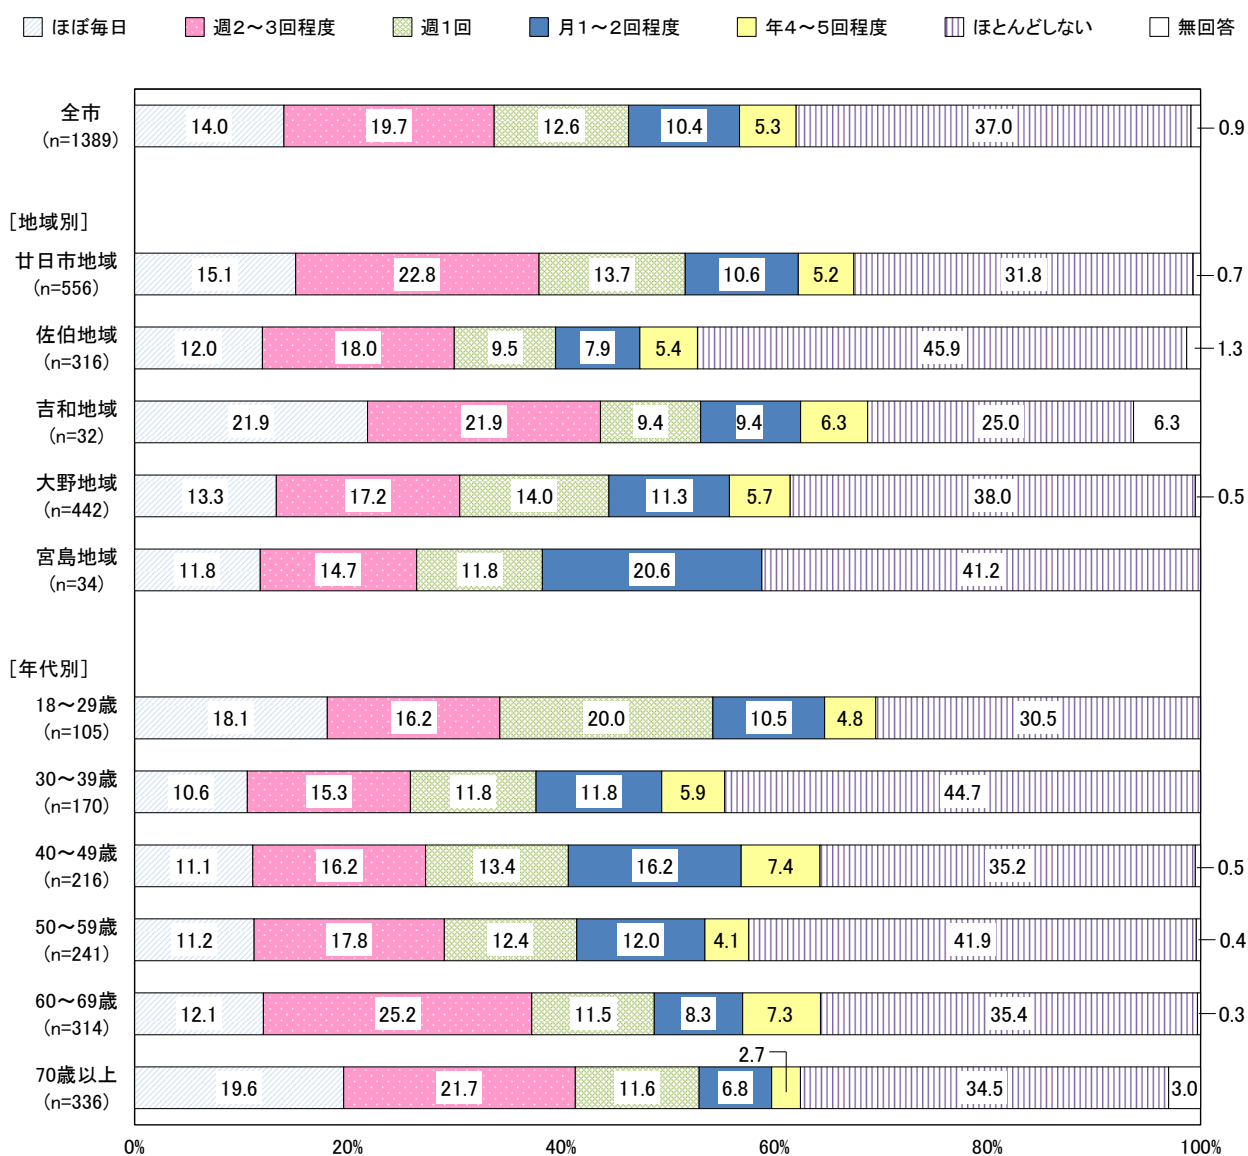 ほぼ毎日 週2～3回程度 週1回 月1～2回程度 年4～5回程度 ほとんどしない 無回答
全市
(n=1389)
14.0 19.7 12.6 10.4 5.3 37.0 0.9
［地域別］
廿日市地域
(n=556)
15.1 22.8 13.7 10.6 5.2 31.8 0.7
佐伯地域
(n=316)
12.0 18.0 9.5 7.9 5.4 45.9 1.3
吉和地域
(n=32)
21.9 21.9 9.4 9.4 6.3 25.0 6.3
大野地域
(n=442)
13.3 17.2 14.0 11.3 5.7 38.0 0.5
宮島地域
(n=34)
11.8 14.7 11.8 20.6 41.2
［年代別］
18～29歳
(n=105)
18.1 16.2 20.0 10.5 4.8 30.5
30～39歳
(n=170)
10.6 15.3 11.8 11.8 5.9 44.7
40～49歳
(n=216)
11.1 16.2 13.4 16.2 7.4 35.2 0.5
50～59歳
(n=241)
11.2 17.8 12.4 12.0 4.1 41.9 0.4
60～69歳
(n=314)
12.1 25.2 11.5 8.3 7.3 35.4 0.3
70歳以上
(n=336)
19.6 21.7 11.6 6.8 2.7 34.5 3.0
0% 20% 40% 60% 80% 100%